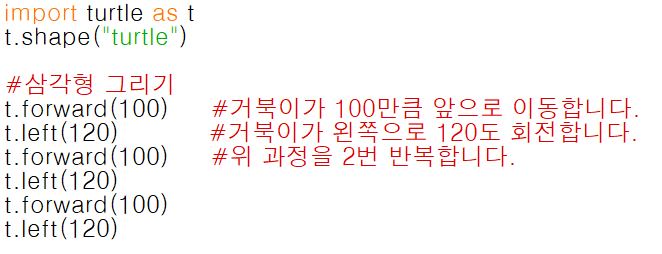 import turtle as t
t.shape("turtle")
#삼각형 그리기
t.forward(100) #거북이가 100만큼 앞으로 이동합니다.
t.left(120) #거북이가 왼쪽으로 120도 회전합니다.
t.forward(100) #위 과정을 2번 반복합니다.
t.left(120)
t.forward(100)
t.left(120)